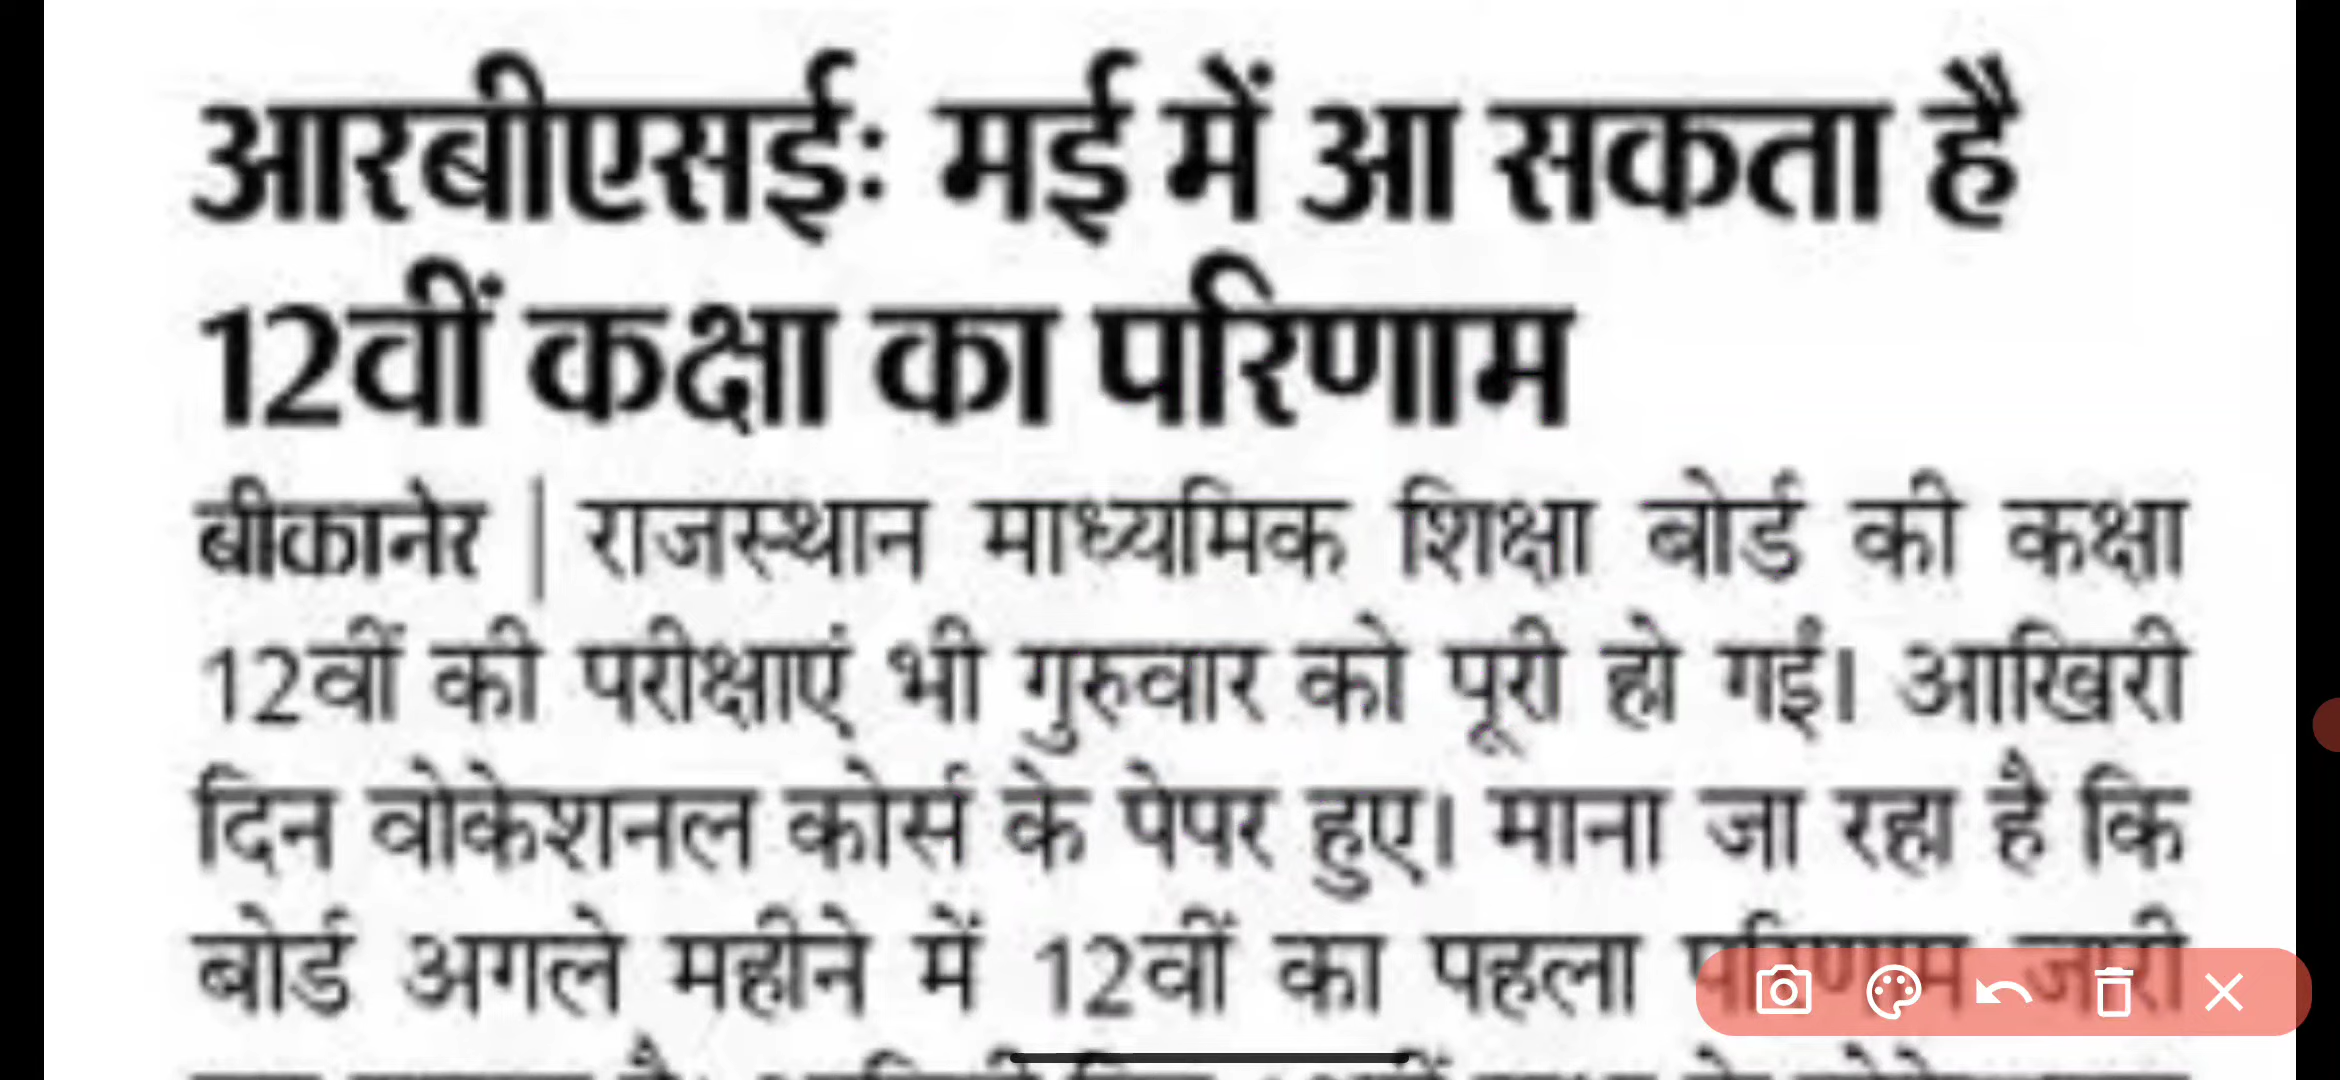 आरबीएसईः मई में आ सकता है
12वीं कक्षा का परिणाम
बीकानेर | राजस्थान माध्यमिक शिक्षा बोर्ड की कक्षा
12वीं की परीक्षाएं भी गुरुवार को पूरी हो गईं। आखिरी
दिन वोकेशनल कोर्स के पेपर हुए। माना जा रहा है कि
बोर्ड अगले महीने में 12वीं का पहला परिणाम जारी